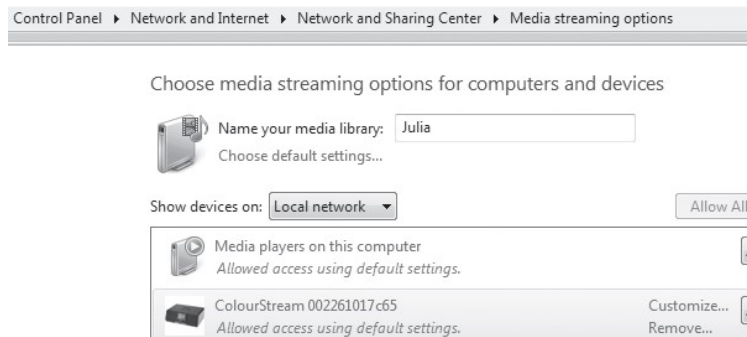 Control Panel ▸ Network and Internet ▸ Network and Sharing Center ▸ Media streaming options
Choose media streaming options for computers and devices
Name your media library: Julia
Choose default settings...
Show devices on: Local network Allow All
Media players on this computer
Allowed access using default settings.
ColourStream 002261017c65 Customize...
Allowed access using default settings. Remove...